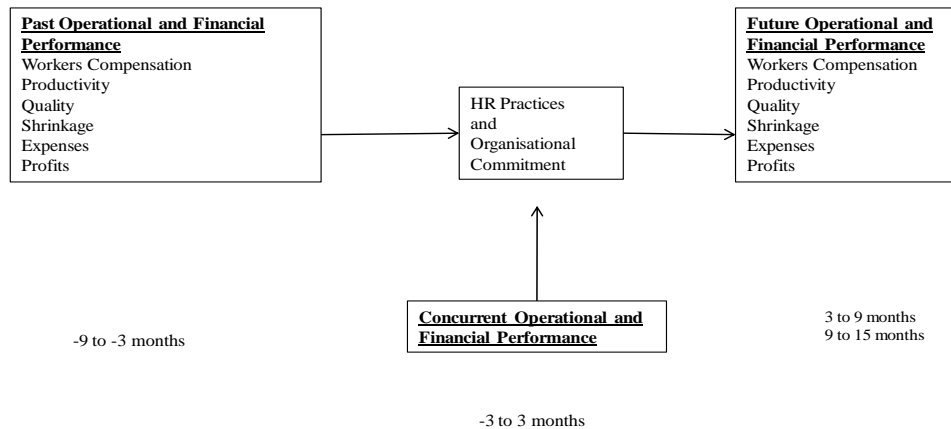 Past Operational and Financial
Performance
Workers Compensation
Productivity
Quality
Shrinkage
Expenses
Profits
HR Practices
and
Organisational
Commitment
Future Operational and
Financial Performance
Workers Compensation
Productivity
Quality
Shrinkage
Expenses
Profits
Concurrent Operational and
Financial Performance
-9 to -3 months
3 to 9 months
9 to 15 months
-3 to 3 months